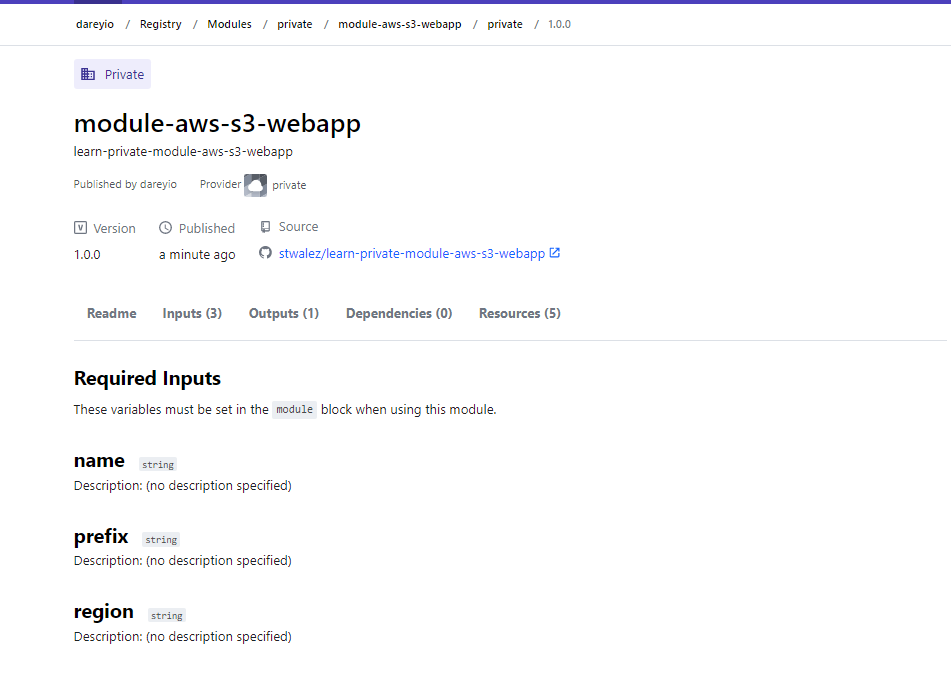 dareyio / Registry / Modules / private / module-aws-s3-webapp / private / 1.0.0
Private
module-aws-s3-webapp
learn-private-module-aws-s3-webapp
Published by dareyio Provider private
V Version Published Source
1.0.0 a minute ago stwalez/learn-private-module-aws-s3-webapp
Readme Inputs (3) Outputs (1) Dependencies (0) Resources (5)
Required Inputs
These variables must be set in the module block when using this module.
name string
Description: (no description specified)
prefix string
Description: (no description specified)
region string
Description: (no description specified)